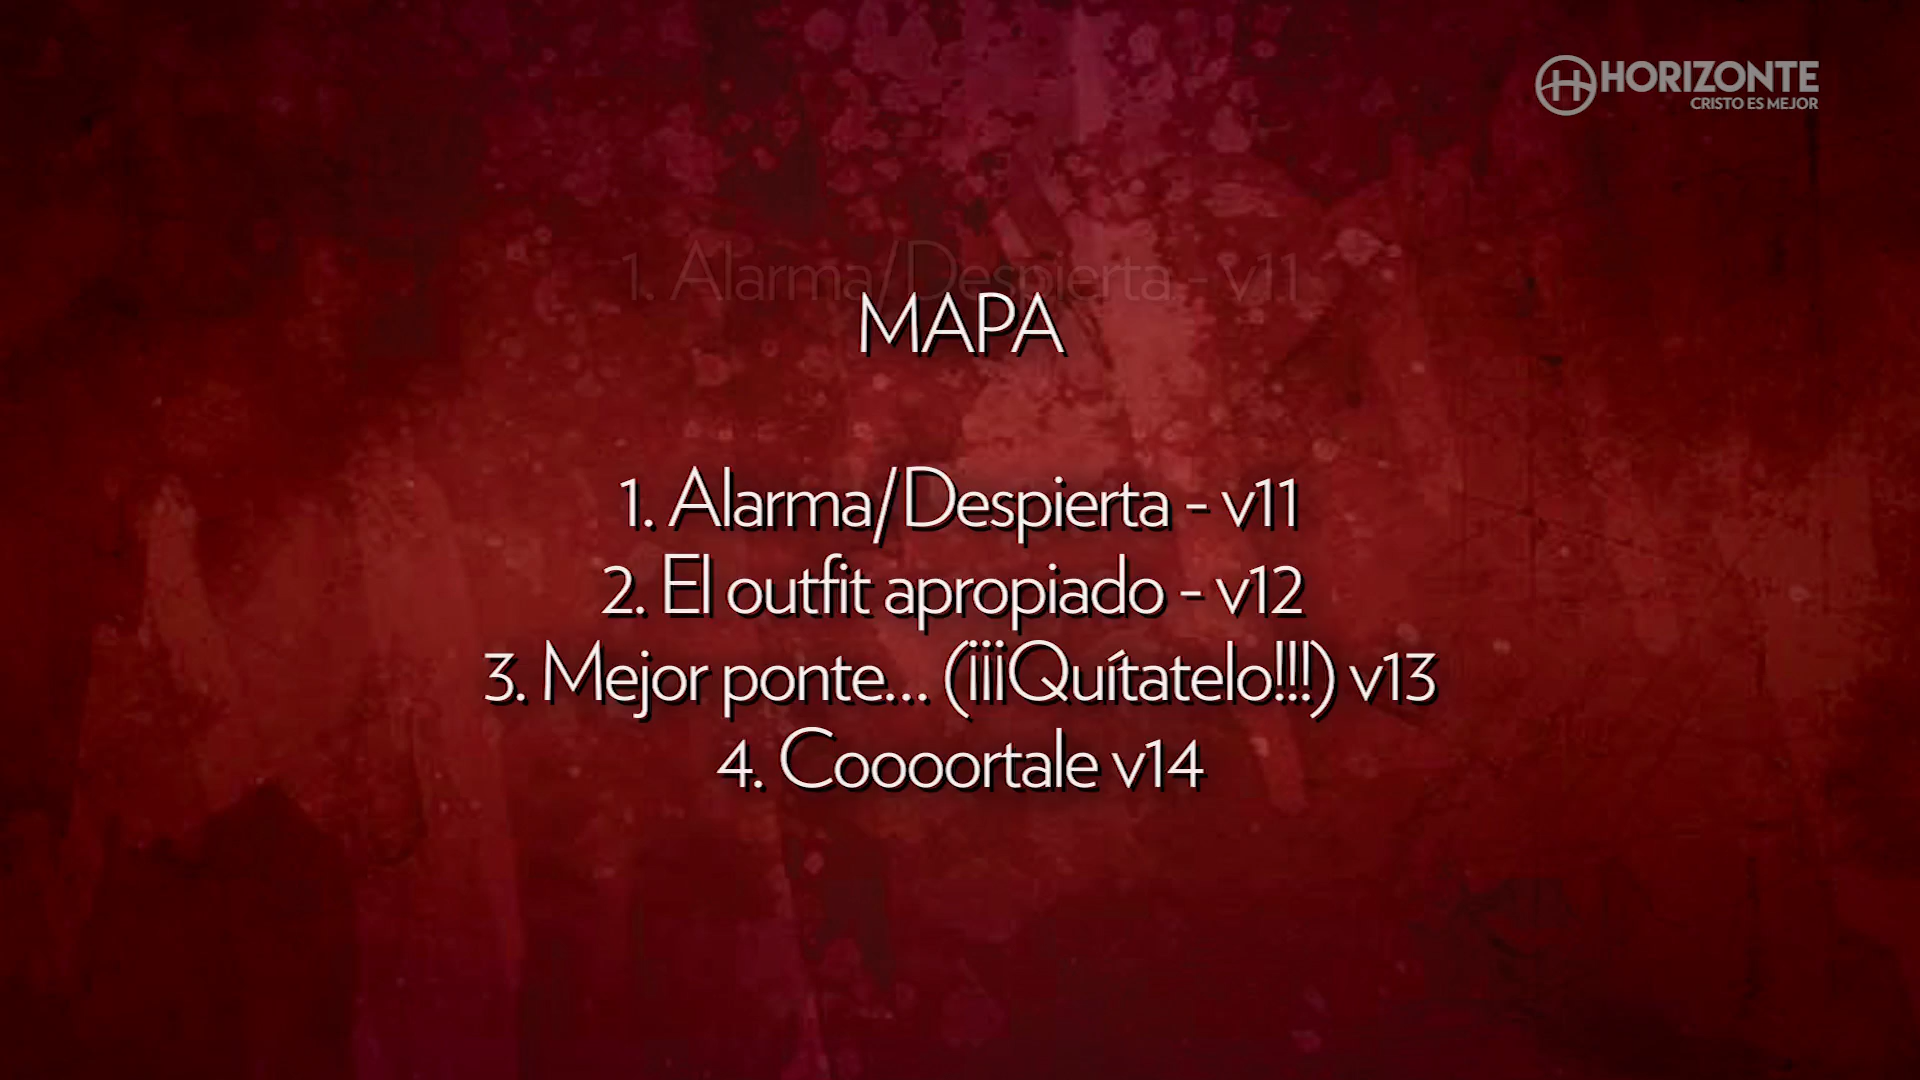 HORIZONTE
CRISTO ES MEJOR
1. Alarma/Despierta - v11
MAPA
1. Alarma/Despierta - v11
2. El outfit apropiado - v12
3. Mejor ponte... (¡¡¡Quítatelo!!!) v13
4. Coooortale v14